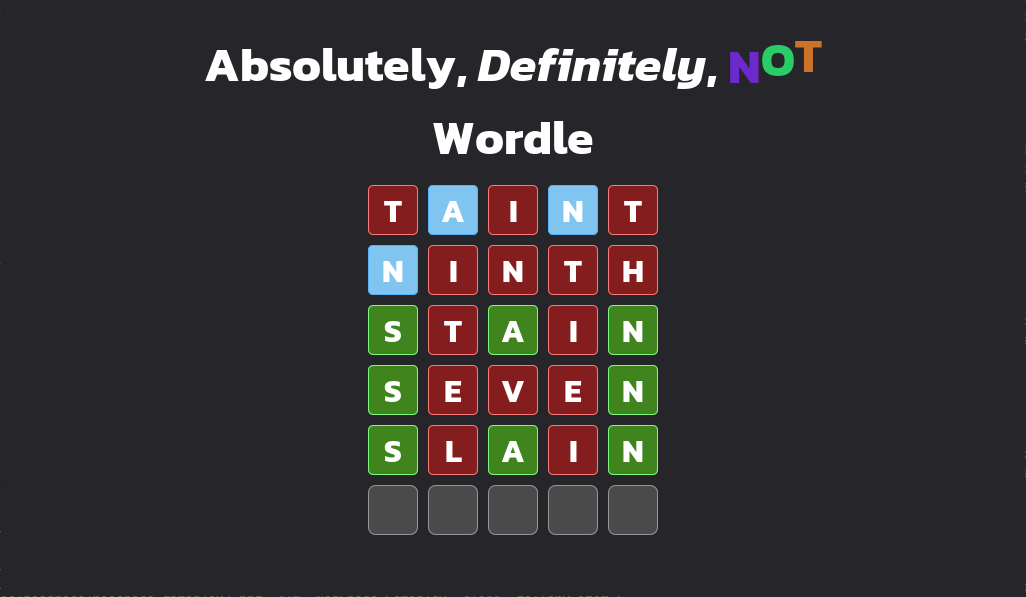 Absolutely, Definitely, NOT
Wordle
T A I N T
N I N T H
S T A I N
S E V E N
S L A I N